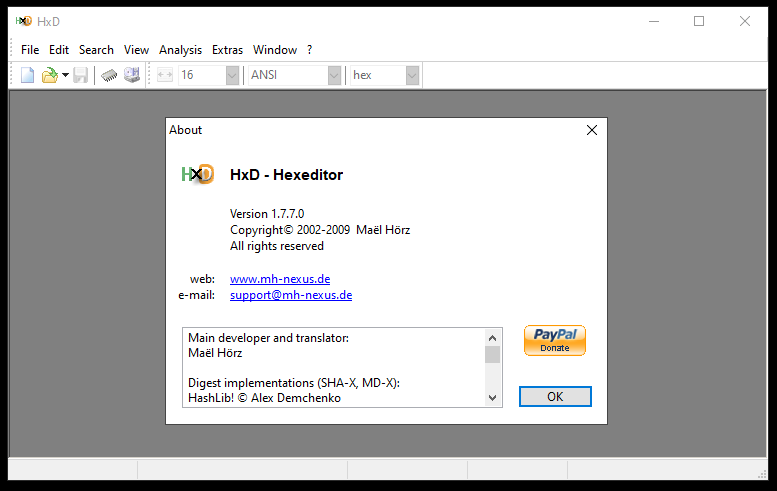 HxD HxD
File Edit Search View Analysis Extras Window ?
16 ANSI hex
About
HxD HxD - Hexeditor
Version 1.7.7.0
Copyright© 2002-2009 Maël Hörz
All rights reserved
web: www.mh-nexus.de
e-mail: support@mh-nexus.de
Main developer and translator:
Maël Hörz
Digest implementations (SHA-X, MD-X):
HashLib! © Alex Demchenko
PayPal
Donate
OK